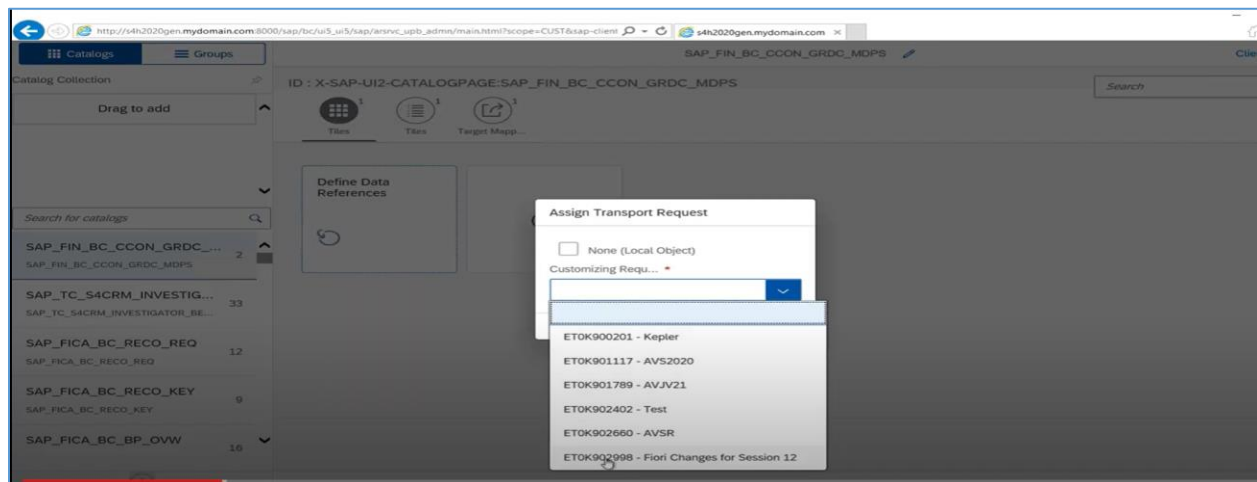 http://s4h2020gen.mydomain.com:8000/sap/bc/ui5_ui5/sap/arsrvc_upb_admn/main.html?scope=CUST&sap-client
s4h2020gen.mydomain.com
Catalogs
Groups
SAP_FIN_BC_CCON_GRDC_MDPS
Clie
Catalog Collection
ID : X-SAP-UI2-CATALOGPAGE:SAP_FIN_BC_CCON_GRDC_MDPS
Search
Drag to add
1
1
1
Tiles
Tiles
Target Mapp...
Define Data
References
Search for catalogs
SAP_FIN_BC_CCON_GRDC_...
2
SAP_FIN_BC_CCON_GRDC_MDPS
SAP_TC_S4CRM_INVESTIG...
33
SAP_TC_S4CRM_INVESTIGATOR_BE...
SAP_FICA_BC_RECO_REQ
12
SAP_FICA_BC_RECO_REQ
SAP_FICA_BC_RECO_KEY
9
SAP_FICA_BC_RECO_KEY
SAP_FICA_BC_BP_OVW
16
Assign Transport Request
None (Local Object)
Customizing Requ... *
ET0K900201 - Kepler
ET0K901117 - AVS2020
ET0K901789 - AVJV21
ET0K902402 - Test
ET0K902660 - AVSR
ET0K902998 - Fiori Changes for Session 12